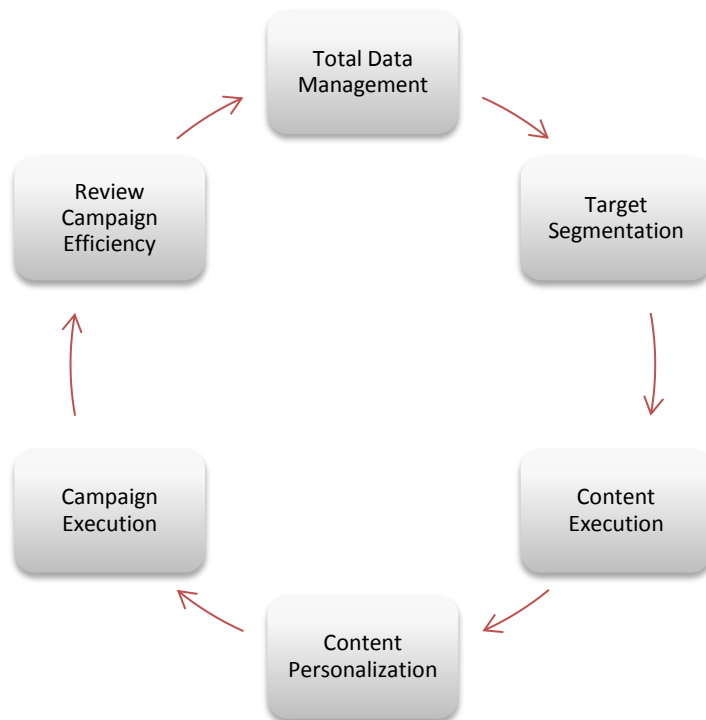 Total Data
Management
Target
Segmentation
Content
Execution
Content
Personalization
Campaign
Execution
Review
Campaign
Efficiency